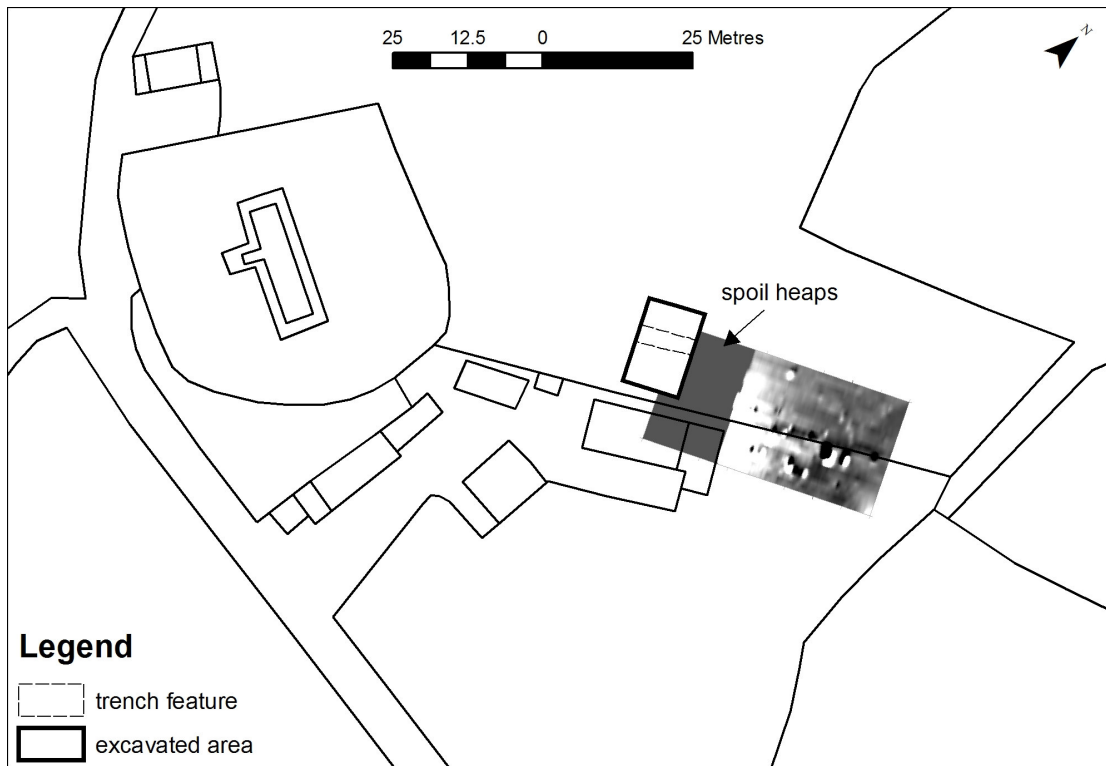 25 12.5 0 25 Metres
N
spoil heaps
Legend
trench feature
excavated area